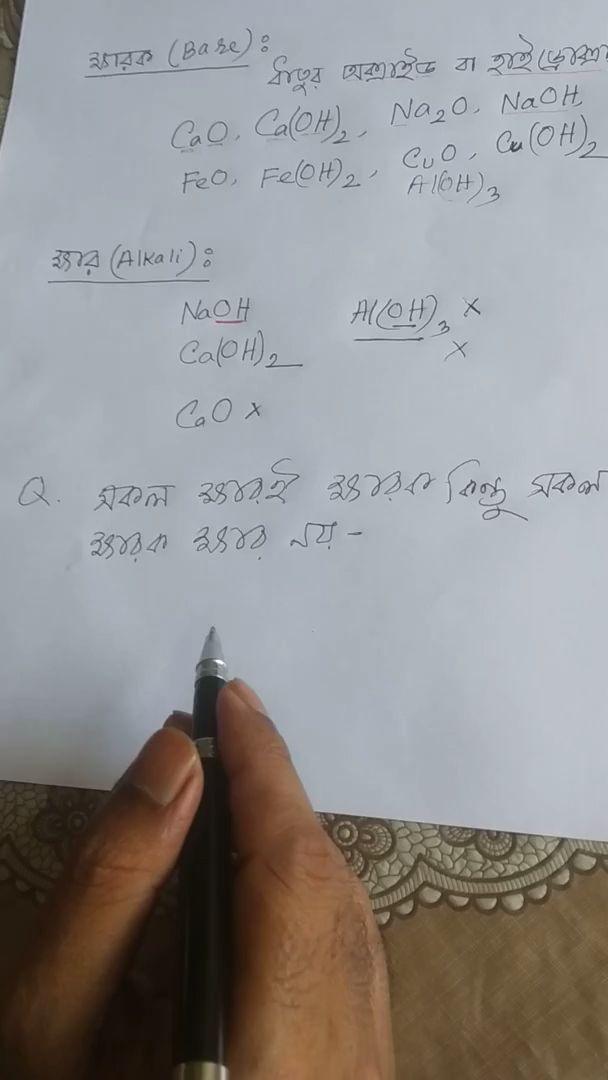 ক্ষারক (Base):
ধাতুর অক্সাইড বা হাইড্রোক্সা
CaO, Ca(OH)2, Na2O, NaOH
FeO, Fe(OH)2, CuO, Cu(OH)2
Al(OH)3
ক্ষার (Alkali):
NaOH Al(OH)3 x
Ca(OH)2 x
CaO x
Q. সকল ক্ষারই ক্ষারক কিন্তু সকল
ক্ষারক ক্ষার নয় -